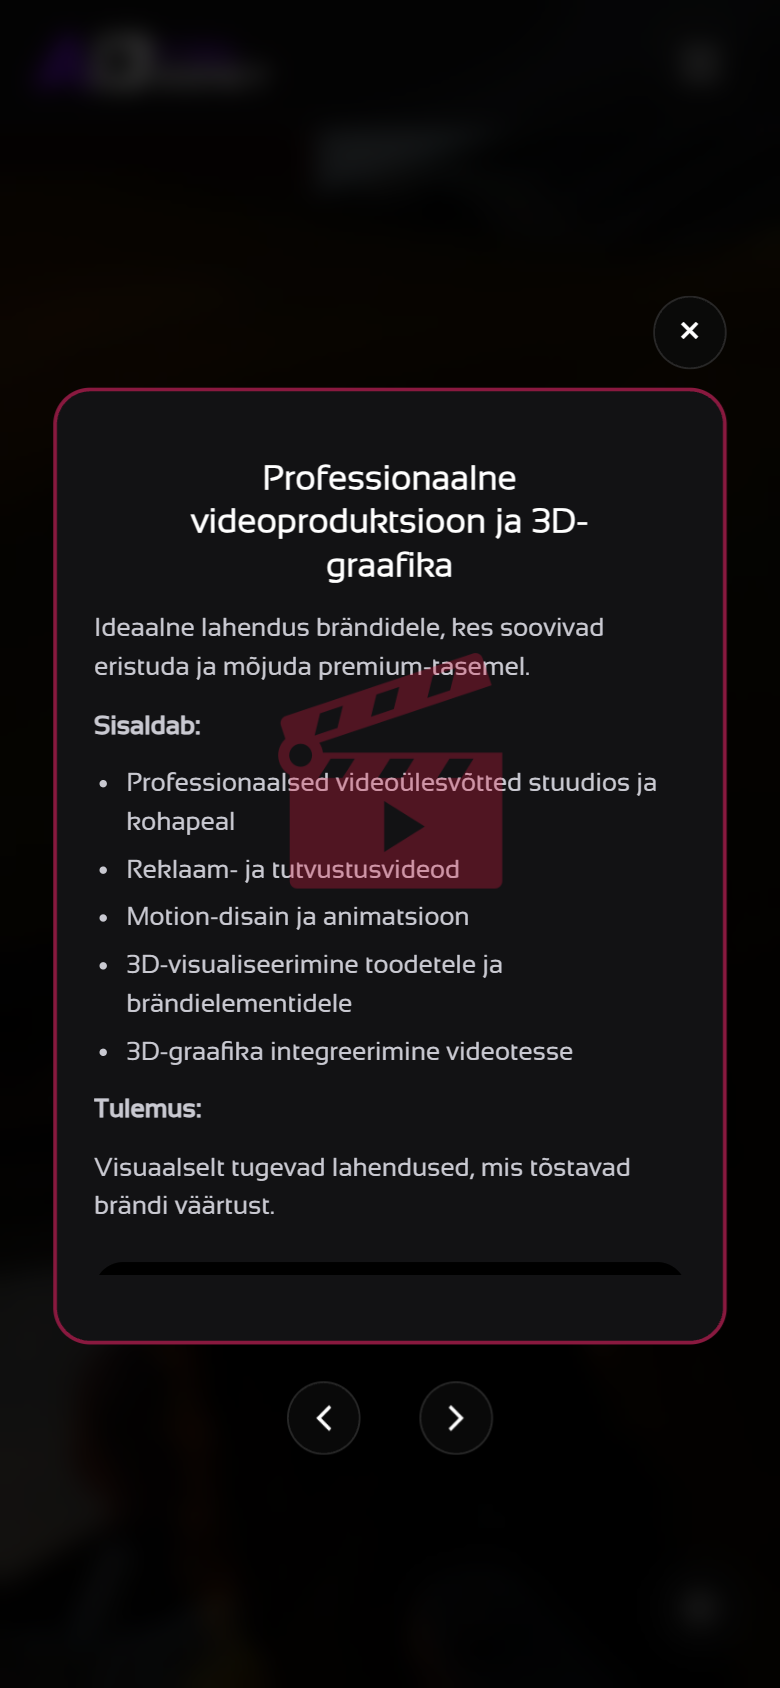 Professionaalne
videoproduktsioon ja 3D-
graafika
Ideaalne lahendus brändidele, kes soovivad
eristuda ja mõjuda premium-tasemel.
Sisaldab:
• Professionaalsed videoülesvõtted stuudios ja
kohapeal
• Reklaam- ja tutvustusvideod
• Motion-disain ja animatsioon
• 3D-visualiseerimine toodetele ja
brändielementidele
• 3D-graafika integreerimine videotesse
Tulemus:
Visuaalselt tugevad lahendused, mis tõstavad
brändi väärtust.